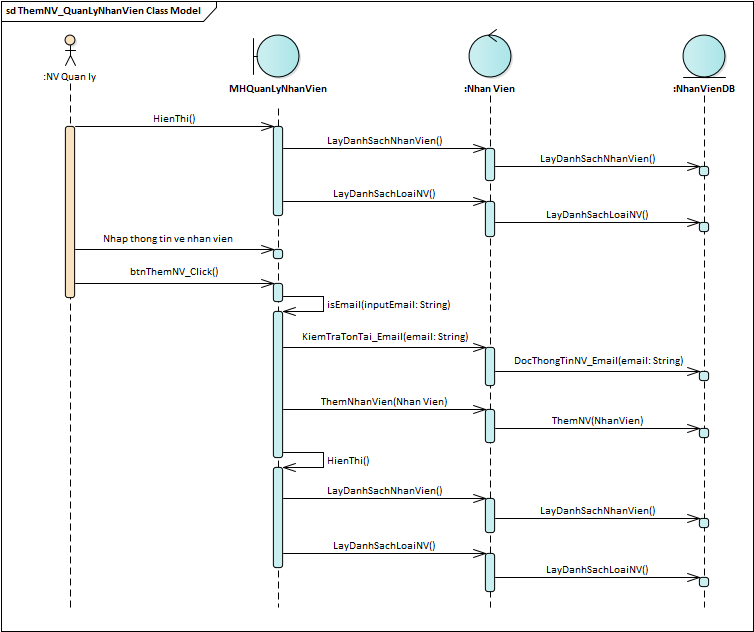 sd ThemNV_QuanLyNhanVien Class Model
:NV Quan ly
MHQuanLyNhanVien
:Nhan Vien
:NhanVienDB
HienThi()
LayDanhSachNhanVien()
LayDanhSachNhanVien()
LayDanhSachLoaiNV()
LayDanhSachLoaiNV()
Nhap thong tin ve nhan vien
btnThemNV_Click()
isEmail(inputEmail: String)
KiemTraTonTai_Email(email: String)
DocThongTinNV_Email(email: String)
ThemNhanVien(Nhan Vien)
ThemNV(NhanVien)
HienThi()
LayDanhSachNhanVien()
LayDanhSachNhanVien()
LayDanhSachLoaiNV()
LayDanhSachLoaiNV()